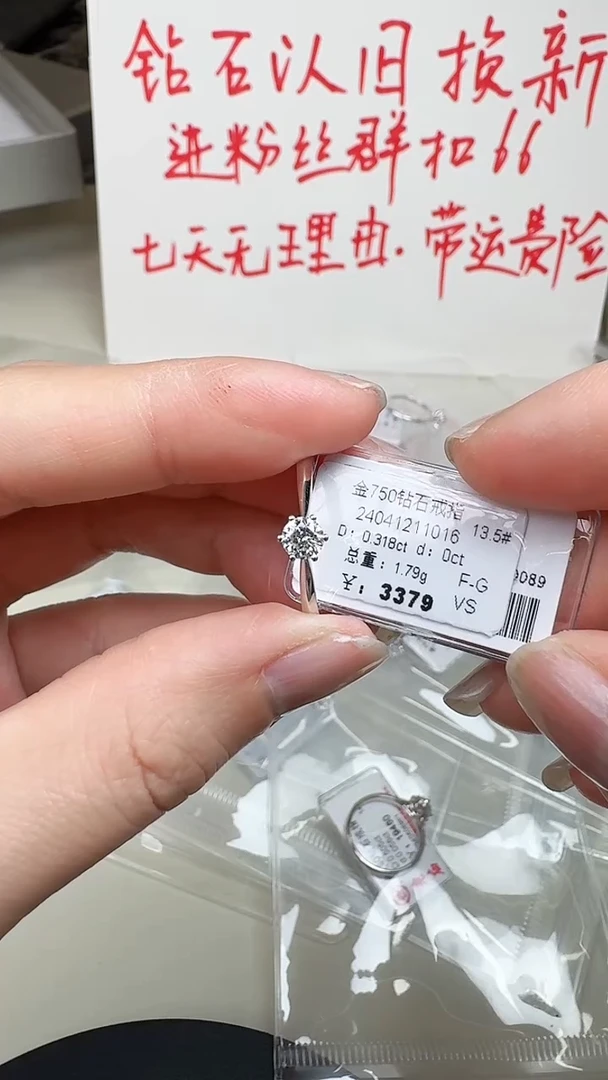 钻石认旧换新
进粉丝群扣66
七天无理由.带运费险
金750钻石戒指
24041211016 13.5#
D: 0.318ct d: 0ct
总重: 1.79g F-G
¥: 3379 VS
9089